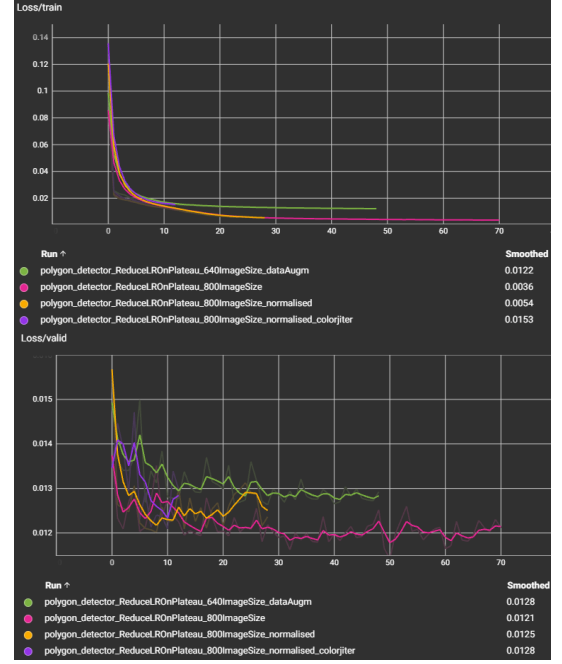 Loss/train
0.14
0.12
0.1
0.08
0.06
0.04
0.02
0 10 20 30 40 50 60 70
Run ↑ Smoothed
polygon_detector_ReduceLROnPlateau_640ImageSize_dataAugm 0.0122
polygon_detector_ReduceLROnPlateau_800ImageSize 0.0036
polygon_detector_ReduceLROnPlateau_800ImageSize_normalised 0.0054
polygon_detector_ReduceLROnPlateau_800ImageSize_normalised_colorjiter 0.0153
Loss/valid
0.015
0.014
0.013
0.012
0 10 20 30 40 50 60 70
Run ↑ Smoothed
polygon_detector_ReduceLROnPlateau_640ImageSize_dataAugm 0.0128
polygon_detector_ReduceLROnPlateau_800ImageSize 0.0121
polygon_detector_ReduceLROnPlateau_800ImageSize_normalised 0.0125
polygon_detector_ReduceLROnPlateau_800ImageSize_normalised_colorjiter 0.0128